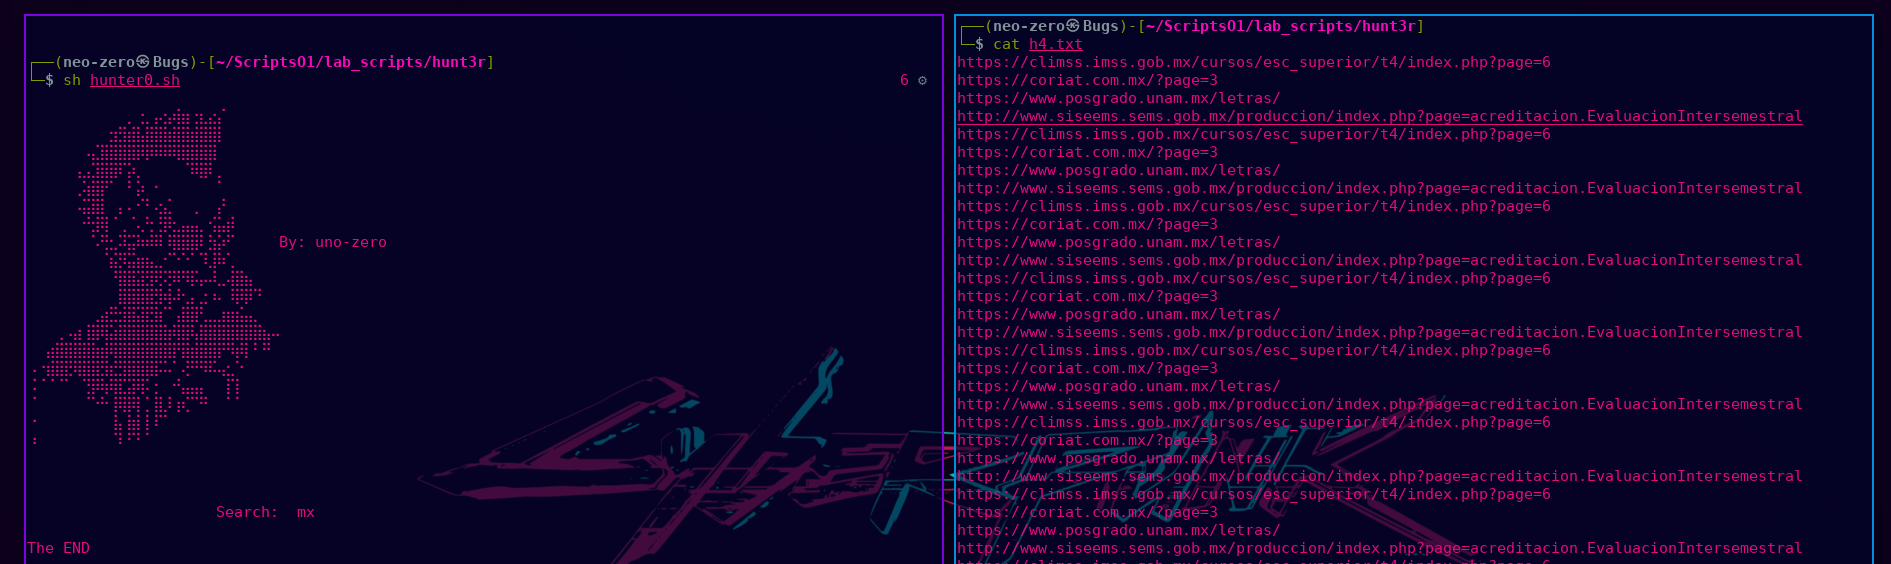 ┌──(neo-zero㉿Bugs)-[~/ScriptsO1/lab_scripts/hunt3r]
└─$ sh hunter0.sh 6 ⚙
By: uno-zero
Search:  mx
The END
┌──(neo-zero㉿Bugs)-[~/ScriptsO1/lab_scripts/hunt3r]
└─$ cat h4.txt
https://climss.imss.gob.mx/cursos/esc_superior/t4/index.php?page=6
https://coriat.com.mx/?page=3
https://www.posgrado.unam.mx/letras/
http://www.siseems.sems.gob.mx/produccion/index.php?page=acreditacion.EvaluacionIntersemestral
https://climss.imss.gob.mx/cursos/esc_superior/t4/index.php?page=6
https://coriat.com.mx/?page=3
https://www.posgrado.unam.mx/letras/
http://www.siseems.sems.gob.mx/produccion/index.php?page=acreditacion.EvaluacionIntersemestral
https://climss.imss.gob.mx/cursos/esc_superior/t4/index.php?page=6
https://coriat.com.mx/?page=3
https://www.posgrado.unam.mx/letras/
http://www.siseems.sems.gob.mx/produccion/index.php?page=acreditacion.EvaluacionIntersemestral
https://climss.imss.gob.mx/cursos/esc_superior/t4/index.php?page=6
https://coriat.com.mx/?page=3
https://www.posgrado.unam.mx/letras/
http://www.siseems.sems.gob.mx/produccion/index.php?page=acreditacion.EvaluacionIntersemestral
https://climss.imss.gob.mx/cursos/esc_superior/t4/index.php?page=6
https://coriat.com.mx/?page=3
https://www.posgrado.unam.mx/letras/
http://www.siseems.sems.gob.mx/produccion/index.php?page=acreditacion.EvaluacionIntersemestral
https://climss.imss.gob.mx/cursos/esc_superior/t4/index.php?page=6
https://coriat.com.mx/?page=3
https://www.posgrado.unam.mx/letras/
http://www.siseems.sems.gob.mx/produccion/index.php?page=acreditacion.EvaluacionIntersemestral
https://climss.imss.gob.mx/cursos/esc_superior/t4/index.php?page=6
https://coriat.com.mx/?page=3
https://www.posgrado.unam.mx/letras/
http://www.siseems.sems.gob.mx/produccion/index.php?page=acreditacion.EvaluacionIntersemestral